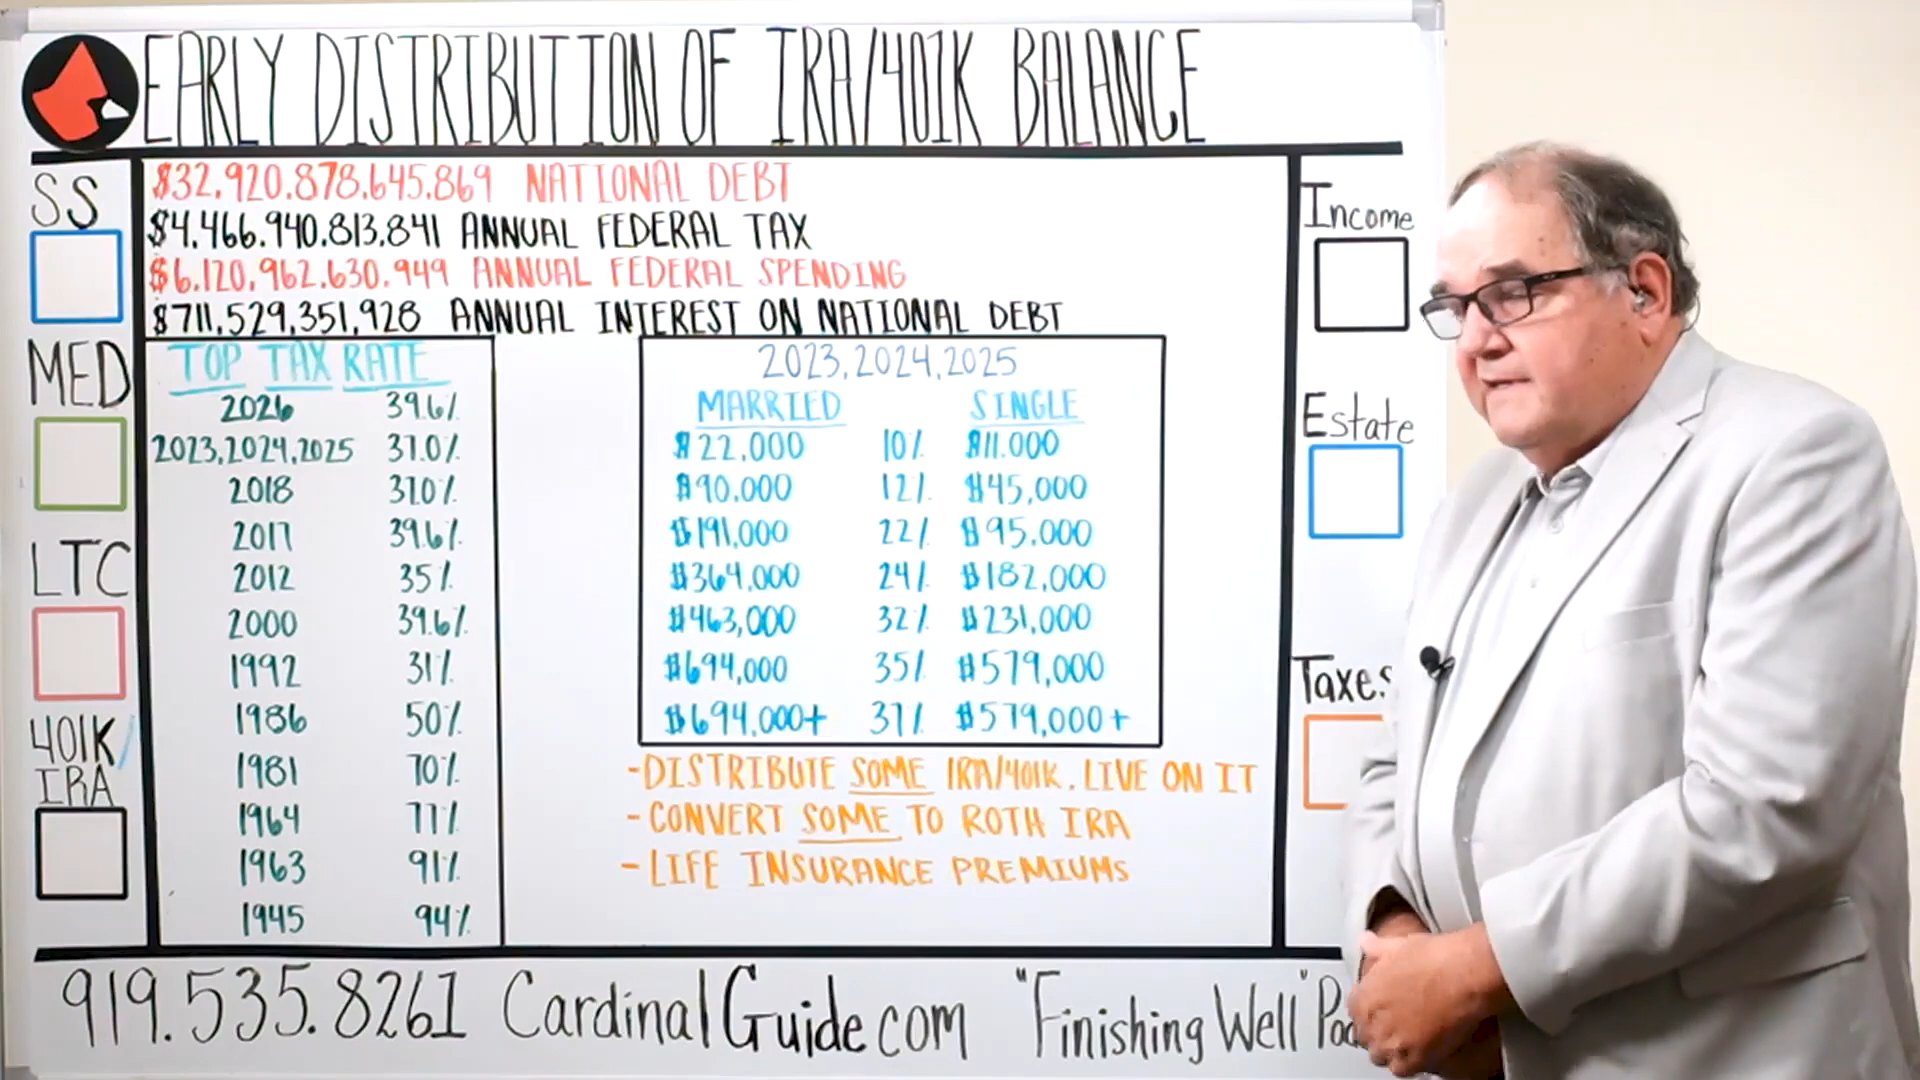 EARLY DISTRIBUTION OF IRA/401K BALANCE
SS
MED
LTC
401K/
IRA
$32,920,878,645,869 NATIONAL DEBT
$4,466,940,813,841 ANNUAL FEDERAL TAX
$6,120,962,630,949 ANNUAL FEDERAL SPENDING
$711,529,351,928 ANNUAL INTEREST ON NATIONAL DEBT
TOP TAX RATE
2026 39.6%
2023,2024,2025 37.0%
2018 37.0%
2017 39.6%
2012 35%
2000 39.6%
1992 31%
1986 50%
1981 70%
1964 77%
1963 91%
1945 94%
2023,2024,2025
MARRIED SINGLE
$22,000 10% $11,000
$90,000 12% $45,000
$191,000 22% $95,000
$364,000 24% $182,000
$463,000 32% $231,000
$694,000 35% $579,000
$694,000+ 37% $579,000+
-DISTRIBUTE SOME IRA/401K, LIVE ON IT
-CONVERT SOME TO ROTH IRA
-LIFE INSURANCE PREMIUMS
Income
Estate
Taxes
919.535.8261 CardinalGuide.com "Finishing Well"